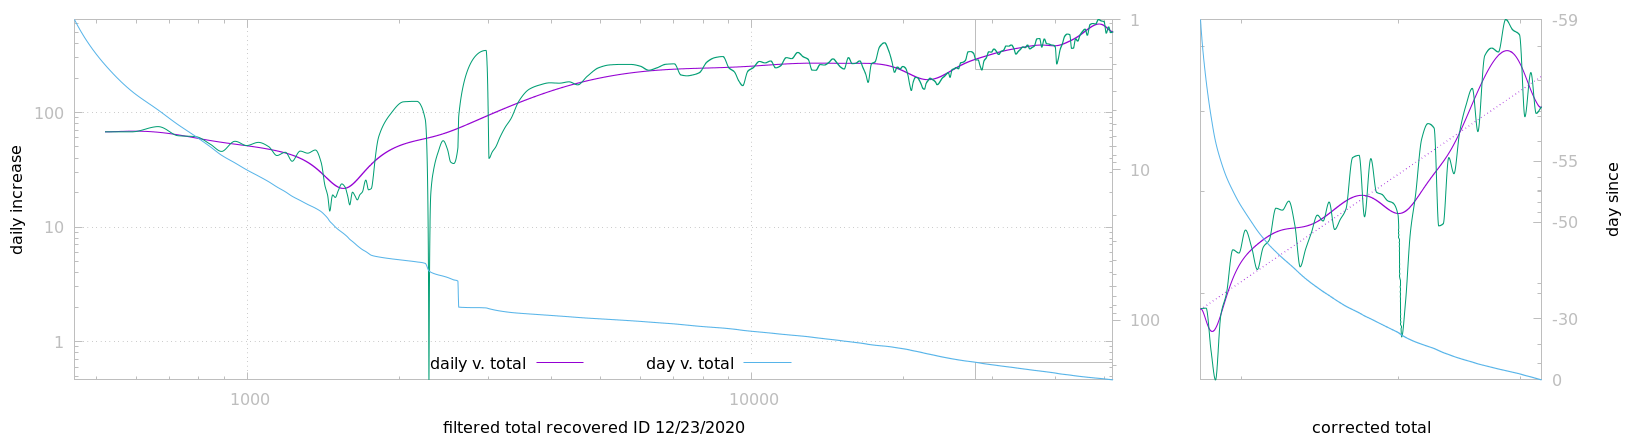 1
-59
100
daily increase
10
-55
10
-50
day since
-30
100
1
daily v. total
day v. total
0
1000
10000
filtered total recovered ID 12/23/2020
corrected total